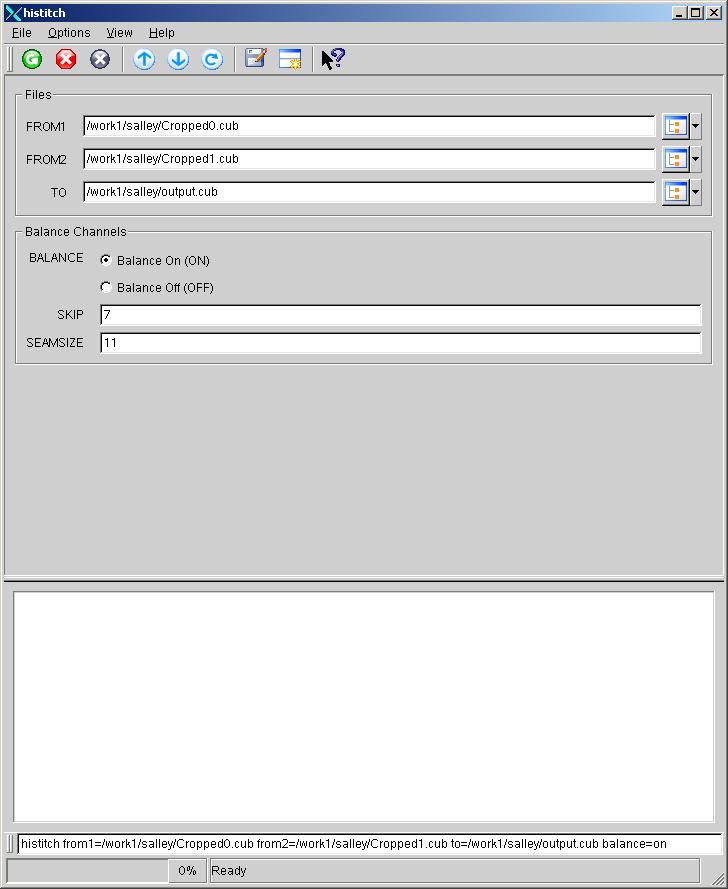 histitch
File Options View Help
Files
FROM1 /work1/salley/Cropped0.cub
FROM2 /work1/salley/Cropped1.cub
TO /work1/salley/output.cub
Balance Channels
BALANCE Balance On (ON)
Balance Off (OFF)
SKIP 7
SEAMSIZE 11
histitch from1=/work1/salley/Cropped0.cub from2=/work1/salley/Cropped1.cub to=/work1/salley/output.cub balance=on
0% Ready